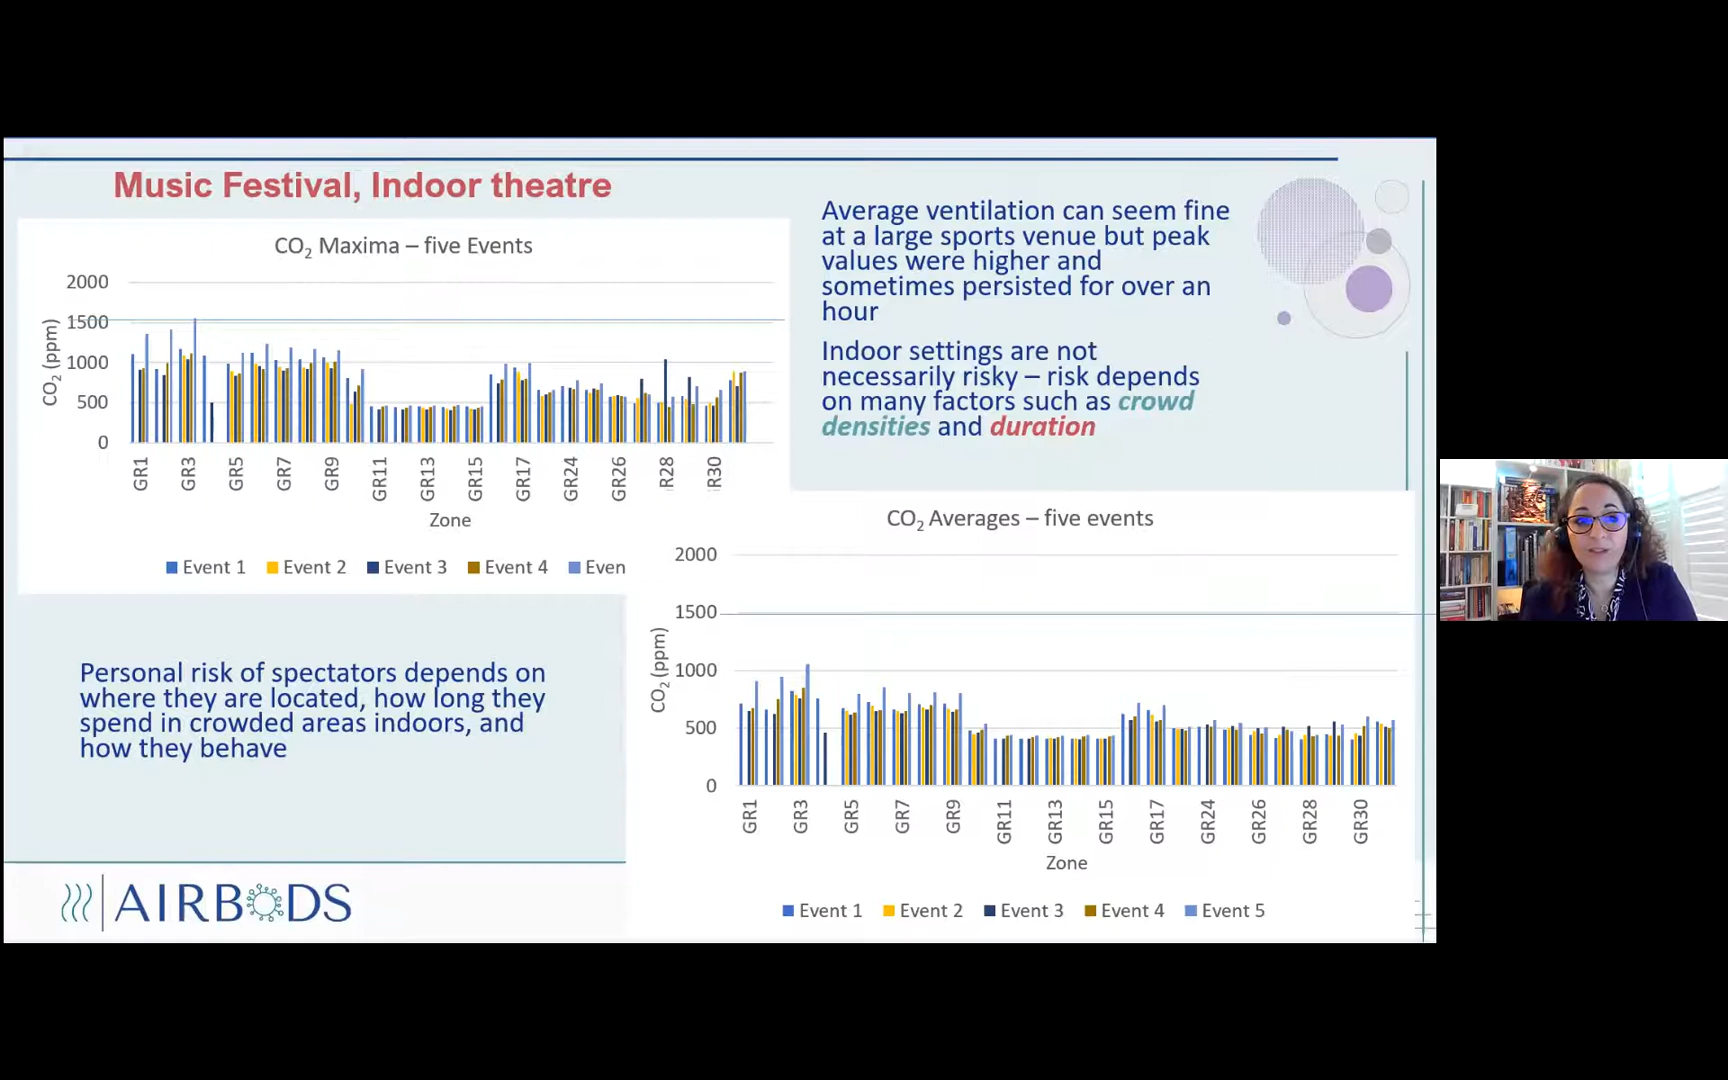 Music Festival, Indoor theatre
CO2 Maxima – five Events
2000
1500
1000
500
0
CO2 (ppm)
GR1
GR3
GR5
GR7
GR9
GR11
GR13
GR15
GR17
GR24
GR26
R28
R30
Zone
Event 1
Event 2
Event 3
Event 4
Even
Average ventilation can seem fine
at a large sports venue but peak
values were higher and
sometimes persisted for over an
hour
Indoor settings are not
necessarily risky – risk depends
on many factors such as crowd
densities and duration
Personal risk of spectators depends on
where they are located, how long they
spend in crowded areas indoors, and
how they behave
CO2 Averages – five events
2000
1500
1000
500
0
CO2 (ppm)
GR1
GR3
GR5
GR7
GR9
GR11
GR13
GR15
GR17
GR24
GR26
GR28
GR30
Zone
Event 1
Event 2
Event 3
Event 4
Event 5
AIRBODS